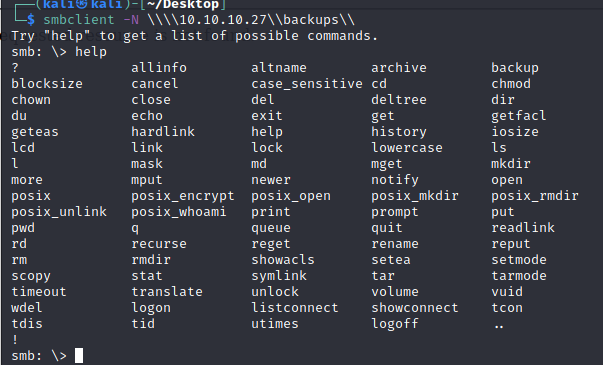 (kali㉿kali)-[~/Desktop]
$ smbclient -N \\\\10.10.10.27\\backups\\
Try "help" to get a list of possible commands.
smb: \> help
? allinfo altname archive backup
blocksize cancel case_sensitive cd chmod
chown close del deltree dir
du echo exit get getfacl
geteas hardlink help history iosize
lcd link lock lowercase ls
l mask md mget mkdir
more mput newer notify open
posix posix_encrypt posix_open posix_mkdir posix_rmdir
posix_unlink posix_whoami print prompt put
pwd q queue quit readlink
rd recurse reget rename reput
rm rmdir showacls setea setmode
scopy stat symlink tar tarmode
timeout translate unlock volume vuid
wdel logon listconnect showconnect tcon
tdis tid utimes logoff ..
!
smb: \>